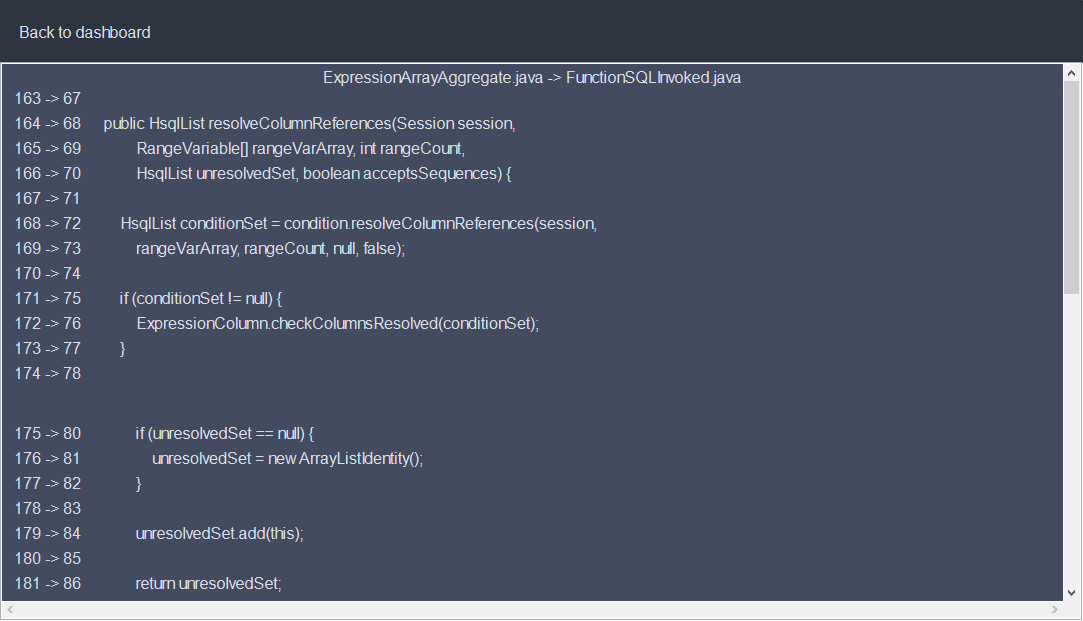 Back to dashboard
ExpressionArrayAggregate.java -> FunctionSQLInvoked.java
163 -> 67
164 -> 68 public HsqlList resolveColumnReferences(Session session,
165 -> 69 RangeVariable[] rangeVarArray, int rangeCount,
166 -> 70 HsqlList unresolvedSet, boolean acceptsSequences) {
167 -> 71
168 -> 72 HsqlList conditionSet = condition.resolveColumnReferences(session,
169 -> 73 rangeVarArray, rangeCount, null, false);
170 -> 74
171 -> 75 if (conditionSet != null) {
172 -> 76 ExpressionColumn.checkColumnsResolved(conditionSet);
173 -> 77 }
174 -> 78
175 -> 80 if (unresolvedSet == null) {
176 -> 81 unresolvedSet = new ArrayListIdentity();
177 -> 82 }
178 -> 83
179 -> 84 unresolvedSet.add(this);
180 -> 85
181 -> 86 return unresolvedSet;